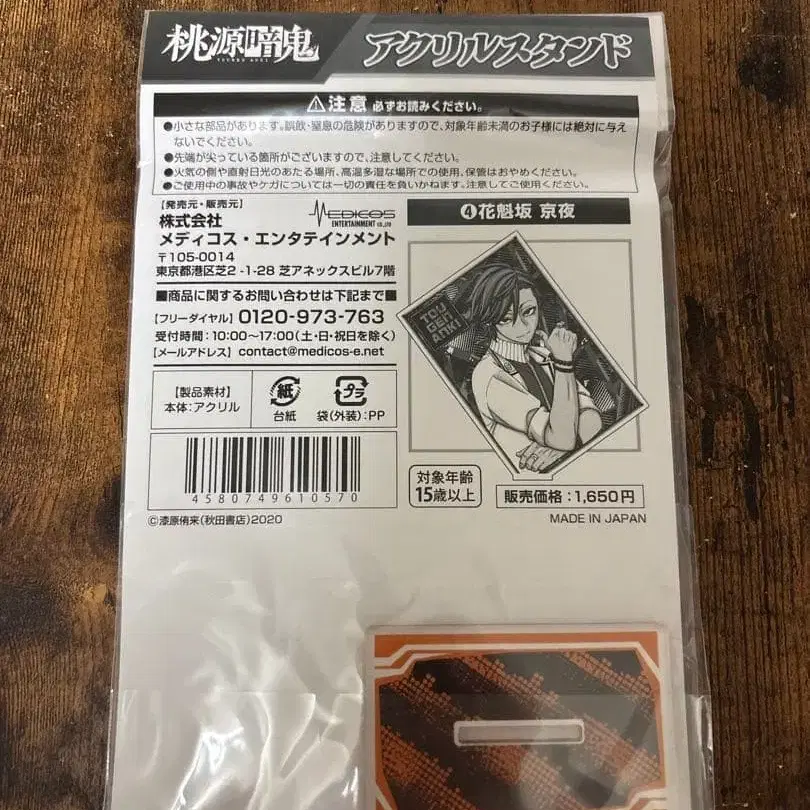 桃源暗鬼
TOUGEN ANKI
アクリルスタンド
注意 必ずお読みください。
●小さな部品があります。誤飲・窒息の危険がありますので、対象年齢未満のお子様には絶対に与え
ないでください。
●先端が尖っている箇所がございますので、注意してください。
●火気の側や直射日光のあたる場所、高温多湿な場所での使用、保管はおやめください。
●ご使用中の事故やケガについては一切の責任を負いかねます。注意してご使用ください。
【発売元・販売元】
株式会社
メディコス・エンタテインメント
MEDICOS
ENTERTAINMENT CO.,LTD
〒105-0014
東京都港区芝2-1-28 芝アネックスビル7階
■商品に関するお問い合わせは下記まで■
【フリーダイヤル】0120-973-763
受付時間:10:00〜17:00(土・日・祝日を除く)
【メールアドレス】contact@medicos-e.net
【製品素材】
本体:アクリル
紙
台紙
プラ
袋(外装):PP
4580749610570
©漆原侑来(秋田書店)2020
❹花魁坂 京夜
TOU
GEN
ANKI
対象年齢
15歳以上
販売価格:1,650円
MADE IN JAPAN